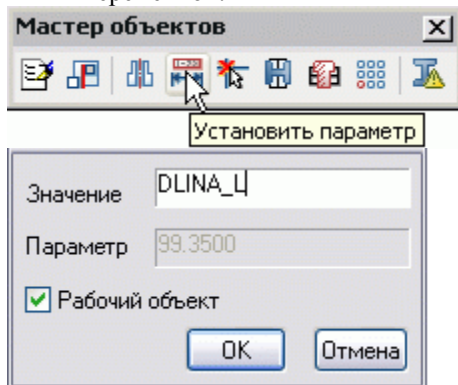 Мастер объектов
Установить параметр
Значение DLINA_Ц
Параметр 99.3500
Рабочий объект
OK Отмена